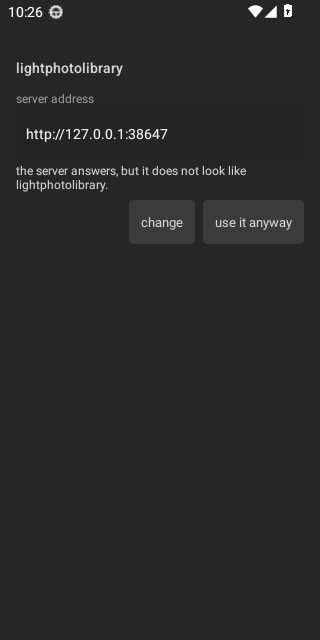 10:26
lightphotolibrary
server address
http://127.0.0.1:38647
the server answers, but it does not look like
lightphotolibrary.
change
use it anyway